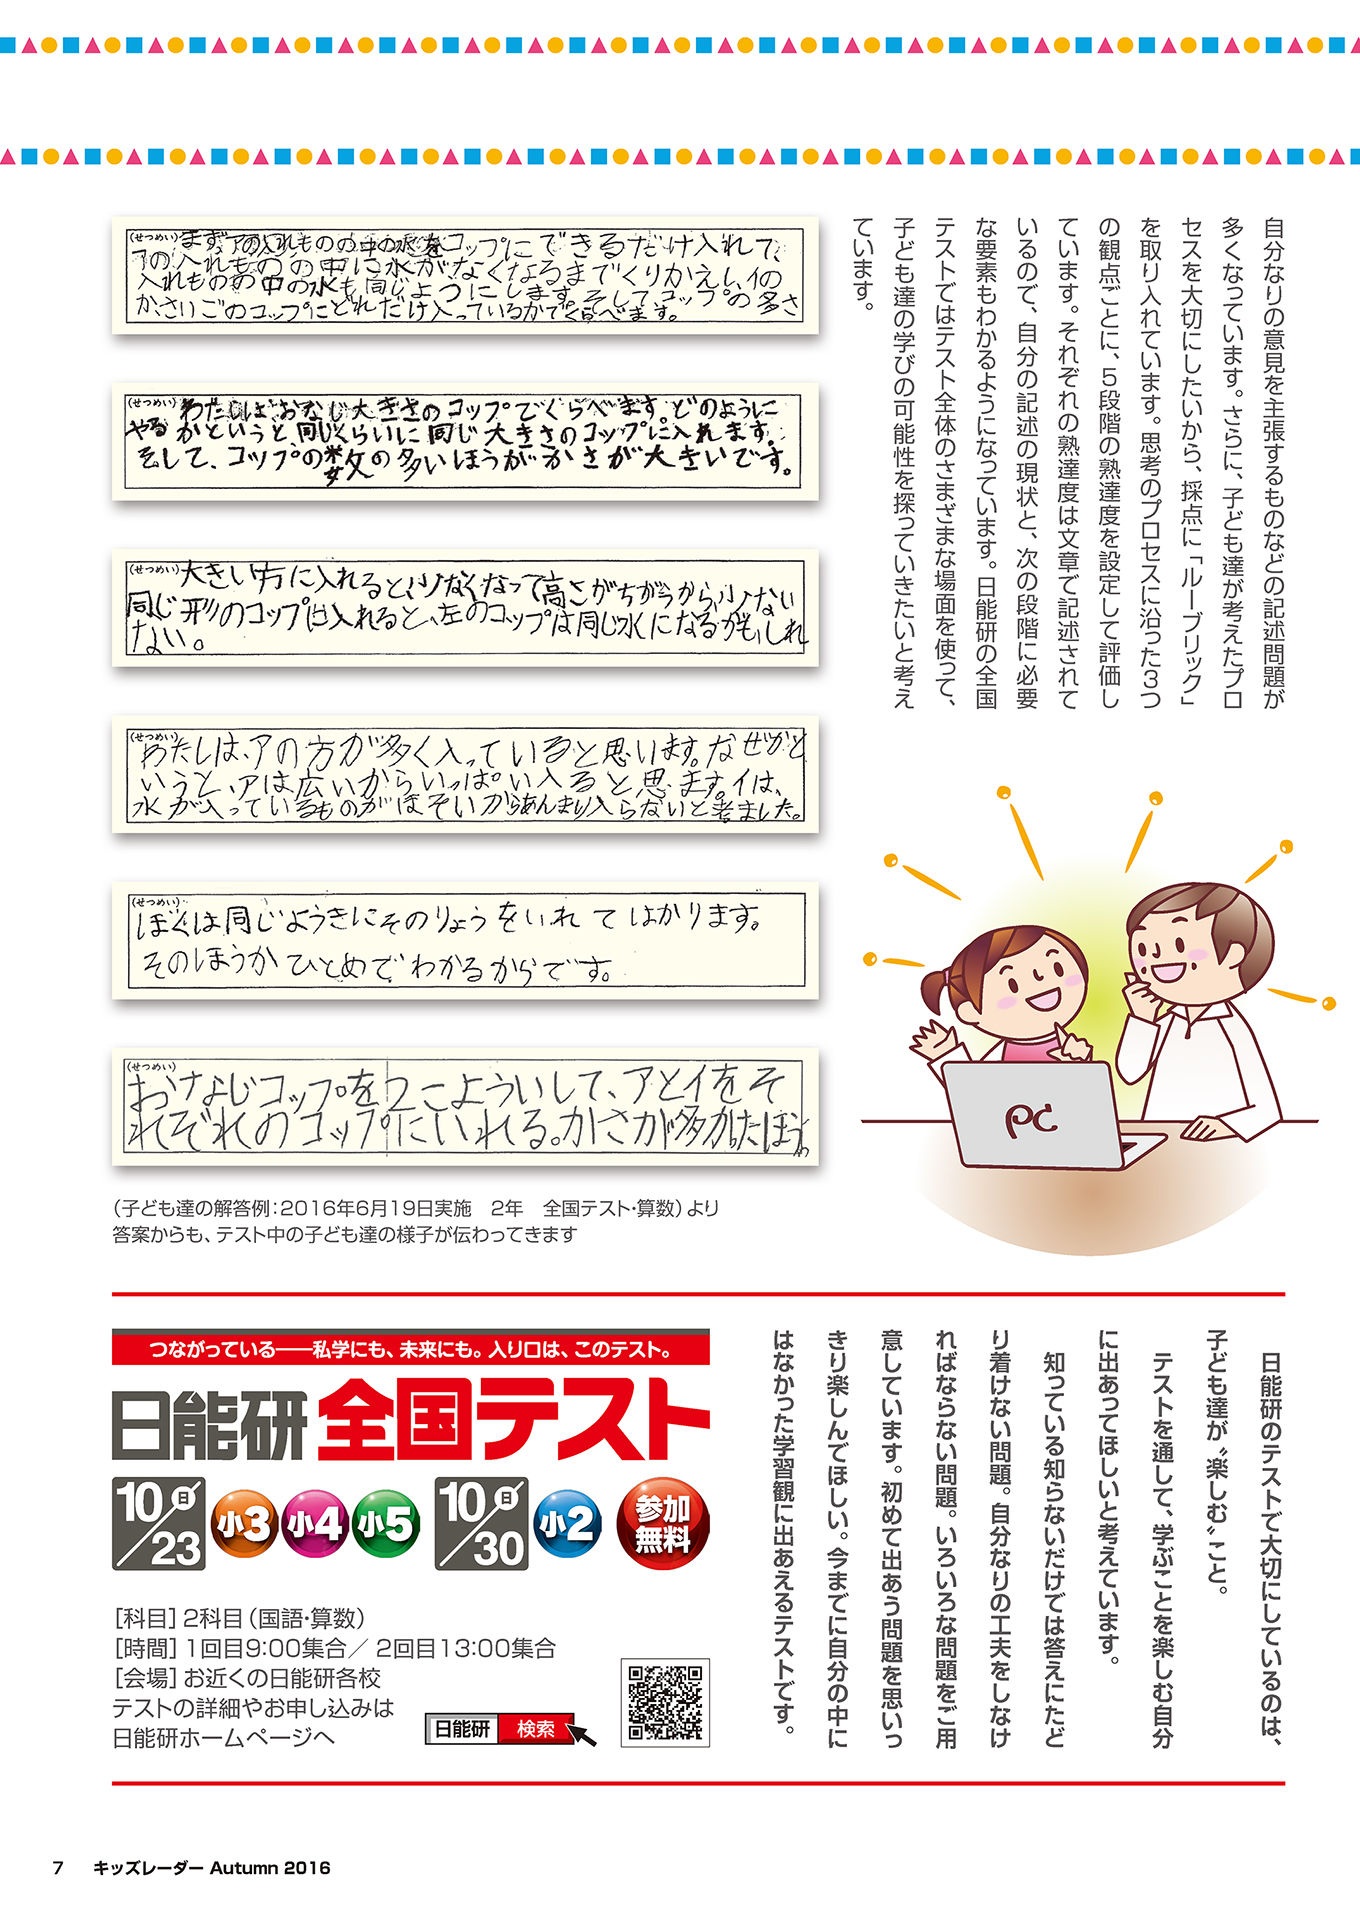 自分なりの意見を主張するものなどの記述問題が
多くなっています。さらに、子ども達が考えたプロ
セスを大切にしたいから、採点に「ルーブリック」
を取り入れています。思考のプロセスに沿った3つ
の観点ごとに、5段階の熟達度を設定して評価し
ています。それぞれの熟達度は文章で記述されて
いるので、自分の記述の現状と、次の段階に必要
な要素もわかるようになっています。日能研の全国
テストではテスト全体のさまざまな場面を使って、
子ども達の学びの可能性を探っていきたいと考え
ています。
(せつめい)まず、アの入れものの中の水をコップにできるだけ入れて、
アの入れものの中に水がなくなるまでくりかえし、イの
入れものの中の水も同じようにします。そしてコップの多さ
か、さいごのコップにどれだけ入っているかでくらべます。
(せつめい)わたしは、おなじ大きさのコップでくらべます。どのように
やるかというと、同じくらいに同じ大きさのコップに入れます。
そして、コップの数の多いほうがかさが大きいです。
(せつめい)大きい方に入れると、少なくなって高さがちがうから、少ない
同じ形のコップに入れると、左のコップは同じ水になるかもしれ
ない。
(せつめい)わたしは、アの方が多く入っていると思います。なぜかと
いうと、アは広いからいっぱい入ると思います。イは、
水が入っているものがほそいからあんまり入らないと考ました。
(せつめい)ぼくは同じようきにそのりょうをいれてはかります。
そのほうがひとめでわかるからです。
(せつめい)おなじコップを2こよういして、アとイをそ
れぞれのコップにいれる。かさが多かったほう
(子ども達の解答例:2016年6月19日実施 2年 全国テスト・算数)より
答案からも、テスト中の子ども達の様子が伝わってきます
日能研のテストで大切にしているのは、
子ども達が〝楽しむ〟こと。
テストを通して、学ぶことを楽しむ自分
に出あってほしいと考えています。
知っている知らないだけでは答えにたど
り着けない問題。自分なりの工夫をしなけ
ればならない問題。いろいろな問題をご用
意しています。初めて出あう問題を思いっ
きり楽しんでほしい。今までに自分の中に
はなかった学習観に出あえるテストです。
つながっている――私学にも、未来にも。入り口は、このテスト。
日能研 全国テスト
10/23 日 小3 小4 小5 10/30 日 小2 参加無料
[科目]2科目(国語・算数)
[時間]1回目9:00集合/2回目13:00集合
[会場]お近くの日能研各校
テストの詳細やお申し込みは
日能研ホームページへ
日能研 検索
7 キッズレーダー Autumn 2016